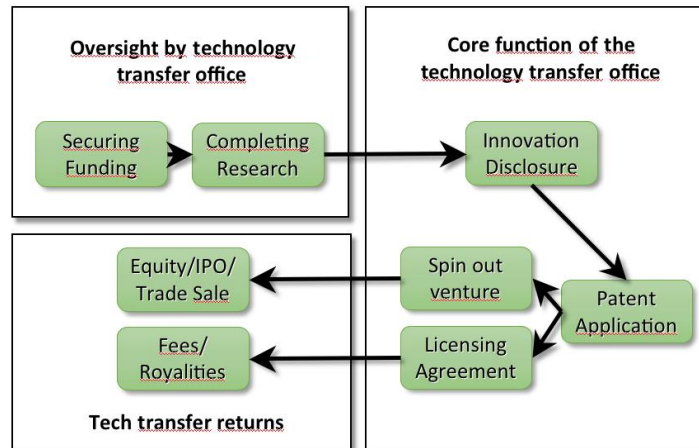 Oversight by technology
transfer office
Securing
Funding
Completing
Research
Core function of the
technology transfer office
Innovation
Disclosure
Patent
Application
Spin out
venture
Licensing
Agreement
Equity/IPO/
Trade Sale
Fees/
Royalities
Tech transfer returns